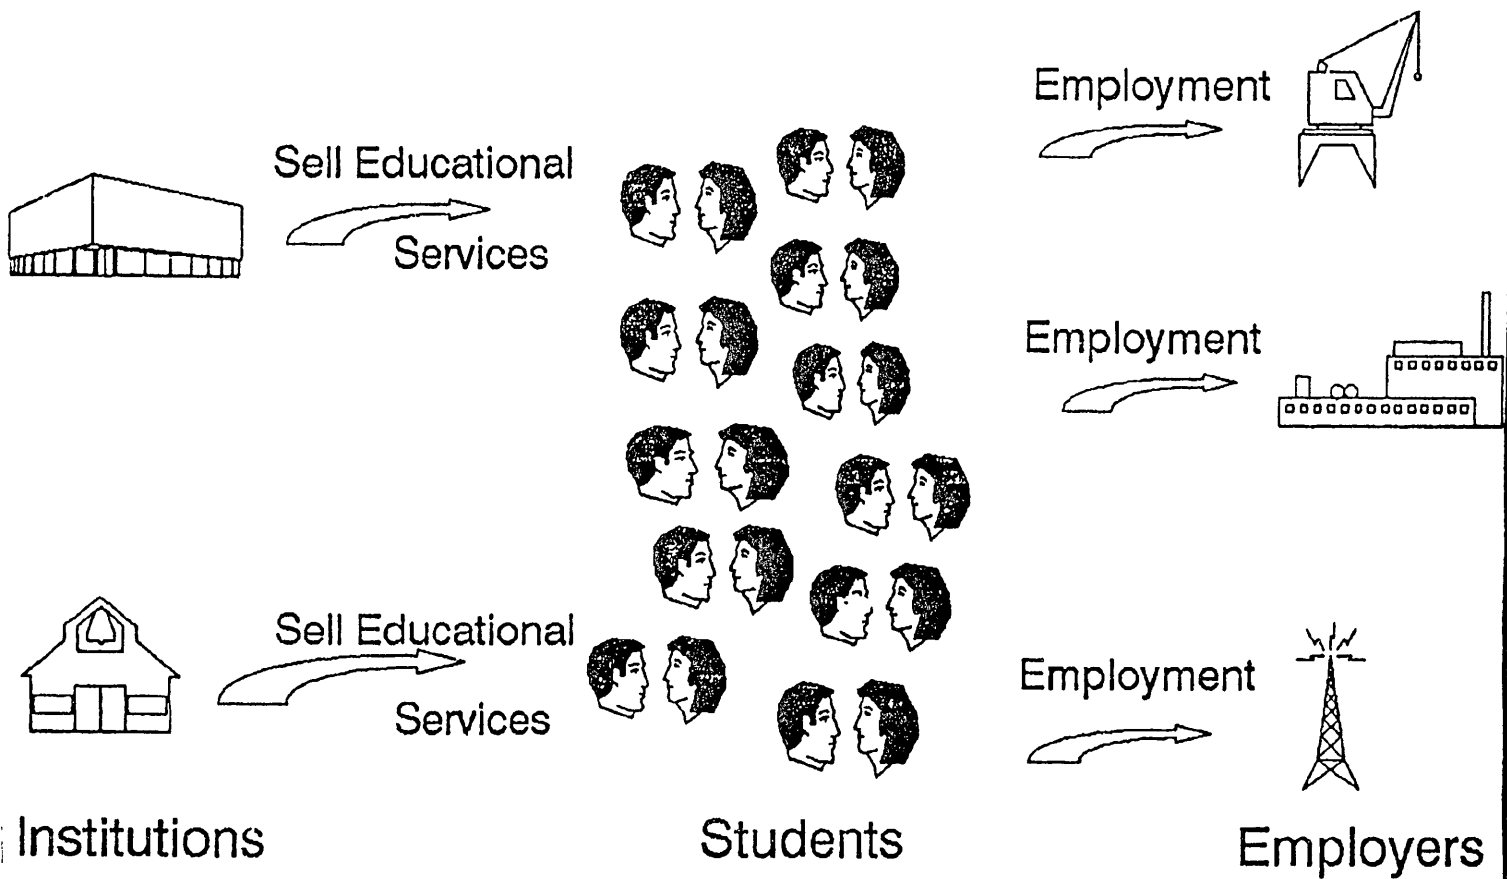 Employment
Sell Educational
Services
Employment
Sell Educational
Services
Employment
Institutions
Students
Employers